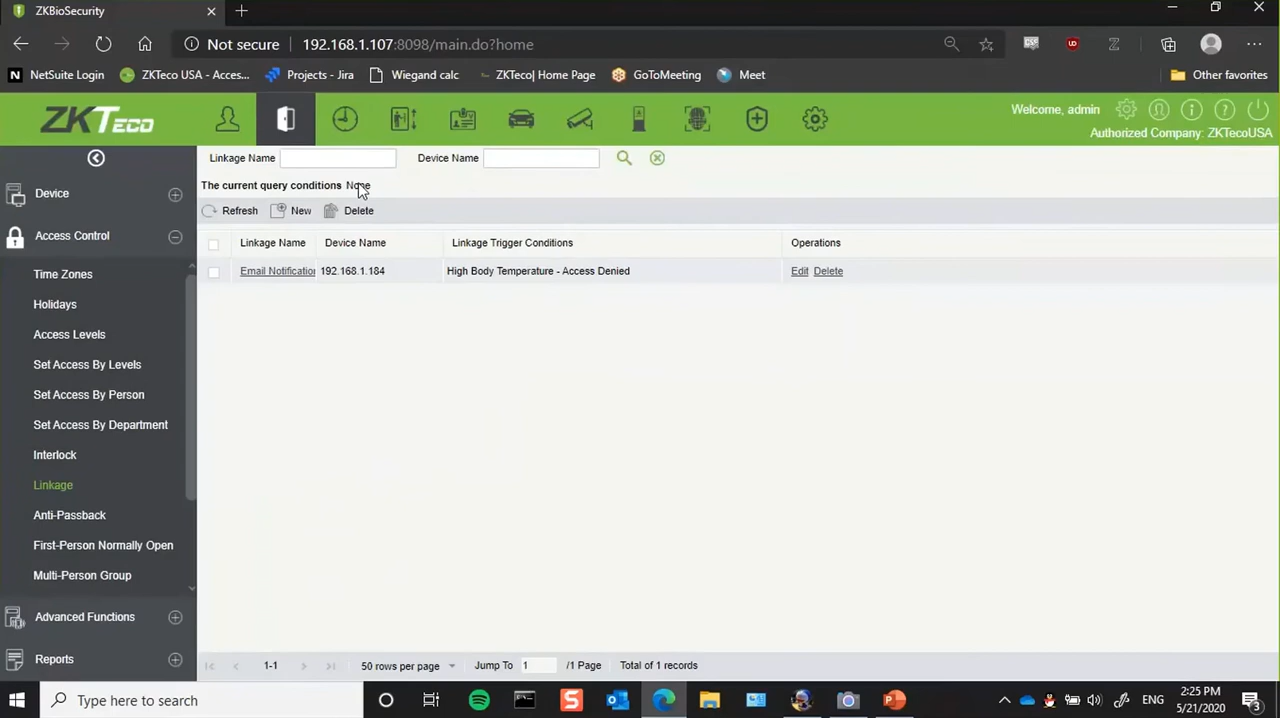 ZKBioSecurity
Not secure 192.168.1.107:8098/main.do?home
NetSuite Login ZKTeco USA - Acces... Projects - Jira Wiegand calc ZKTeco| Home Page GoToMeeting Meet Other favorites
ZKTeco
Welcome, admin
Authorized Company: ZKTecoUSA
Linkage Name Device Name
The current query conditions None
Refresh New Delete
Linkage Name Device Name Linkage Trigger Conditions Operations
Email Notification 192.168.1.184 High Body Temperature - Access Denied Edit Delete
Device
Access Control
Time Zones
Holidays
Access Levels
Set Access By Levels
Set Access By Person
Set Access By Department
Interlock
Linkage
Anti-Passback
First-Person Normally Open
Multi-Person Group
Advanced Functions
Reports
1-1 50 rows per page Jump To 1 /1 Page Total of 1 records
Type here to search
ENG
2:25 PM
5/21/2020
3